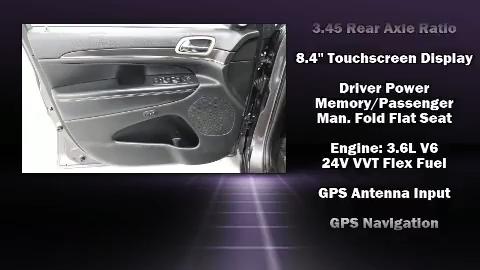 3.45 Rear Axle Ratio
8.4" Touchscreen Display
Driver Power
Memory/Passenger
Man. Fold Flat Seat
Engine: 3.6L V6
24V VVT Flex Fuel
GPS Antenna Input
GPS Navigation